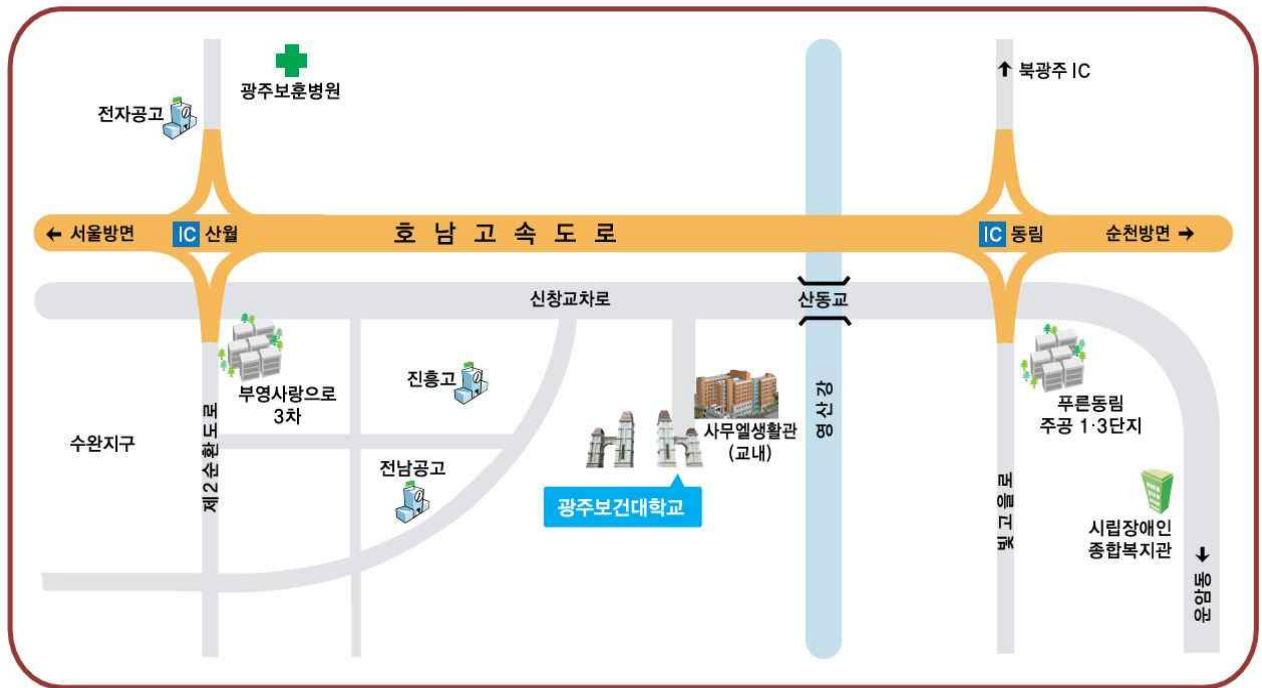 광주보훈병원
전자공고
↑ 북광주 IC
← 서울방면
IC 산월
호남고속도로
IC 동림
순천방면 →
신창교차로
산동교
부영사랑으로
3차
진흥고
사무엘생활관
(교내)
영산강
푸른동림
주공 1·3단지
수완지구
제2순환도로
전남공고
광주보건대학교
빛고을로
시립장애인
종합복지관
운암동 →